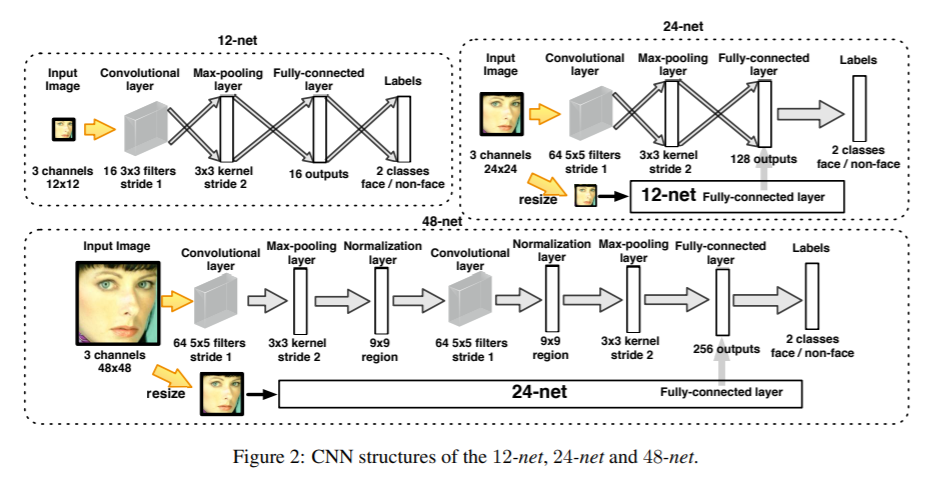 12-net
Input
Image
Convolutional
layer
Max-pooling
layer
Fully-connected
layer
Labels
3 channels
12x12
16 3x3 filters
stride 1
3x3 kernel
stride 2
16 outputs
2 classes
face / non-face
24-net
Input
Image
Convolutional
layer
Max-pooling
layer
Fully-connected
layer
Labels
3 channels
24x24
64 5x5 filters
stride 1
3x3 kernel
stride 2
128 outputs
2 classes
face / non-face
resize
12-net Fully-connected layer
48-net
Input Image
Convolutional
layer
Max-pooling
layer
Normalization
layer
Convolutional
layer
Normalization
layer
Max-pooling
layer
Fully-connected
layer
Labels
3 channels
48x48
64 5x5 filters
stride 1
3x3 kernel
stride 2
9x9
region
64 5x5 filters
stride 1
9x9
region
3x3 kernel
stride 2
256 outputs
2 classes
face / non-face
resize
24-net Fully-connected layer
Figure 2: CNN structures of the 12-net, 24-net and 48-net.